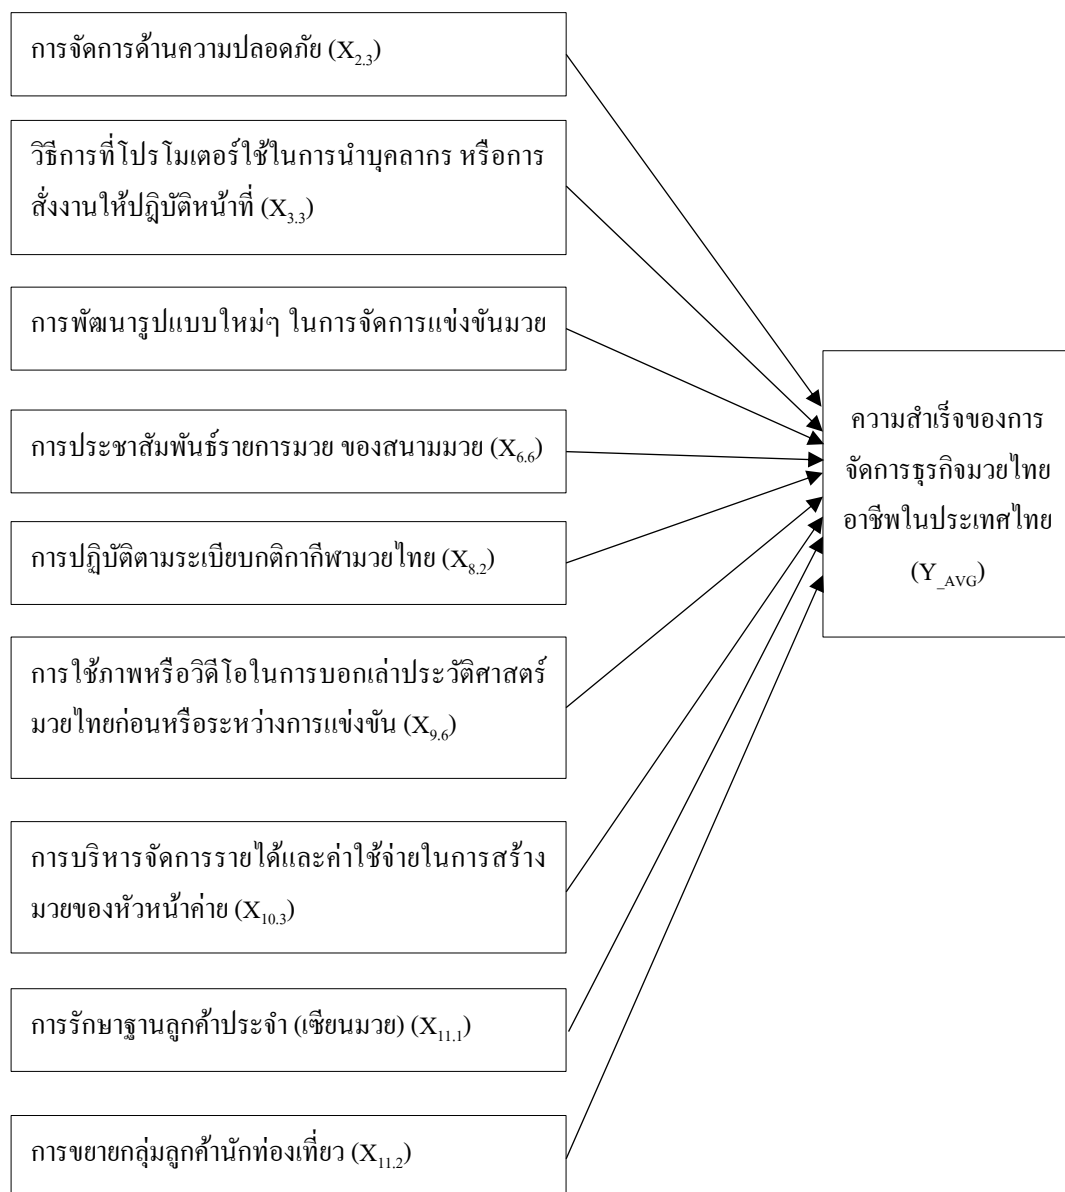 การจัดการด้านความปลอดภัย (X2.3)
วิธีการที่โปรโมเตอร์ใช้ในการนำบุคลากร หรือการ
สั่งงานให้ปฏิบัติหน้าที่ (X3.3)
การพัฒนารูปแบบใหม่ๆ ในการจัดการแข่งขันมวย
การประชาสัมพันธ์รายการมวย ของสนามมวย (X6.6)
การปฏิบัติตามระเบียบกติกากีฬามวยไทย (X8.2)
การใช้ภาพหรือวิดีโอในการบอกเล่าประวัติศาสตร์
มวยไทยก่อนหรือระหว่างการแข่งขัน (X9.6)
การบริหารจัดการรายได้และค่าใช้จ่ายในการสร้าง
มวยของหัวหน้าค่าย (X10.3)
การรักษาฐานลูกค้าประจำ (เซียนมวย) (X11.1)
การขยายกลุ่มลูกค้านักท่องเที่ยว (X11.2)
ความสำเร็จของการ
จัดการธุรกิจมวยไทย
อาชีพในประเทศไทย
(Y_AVG)